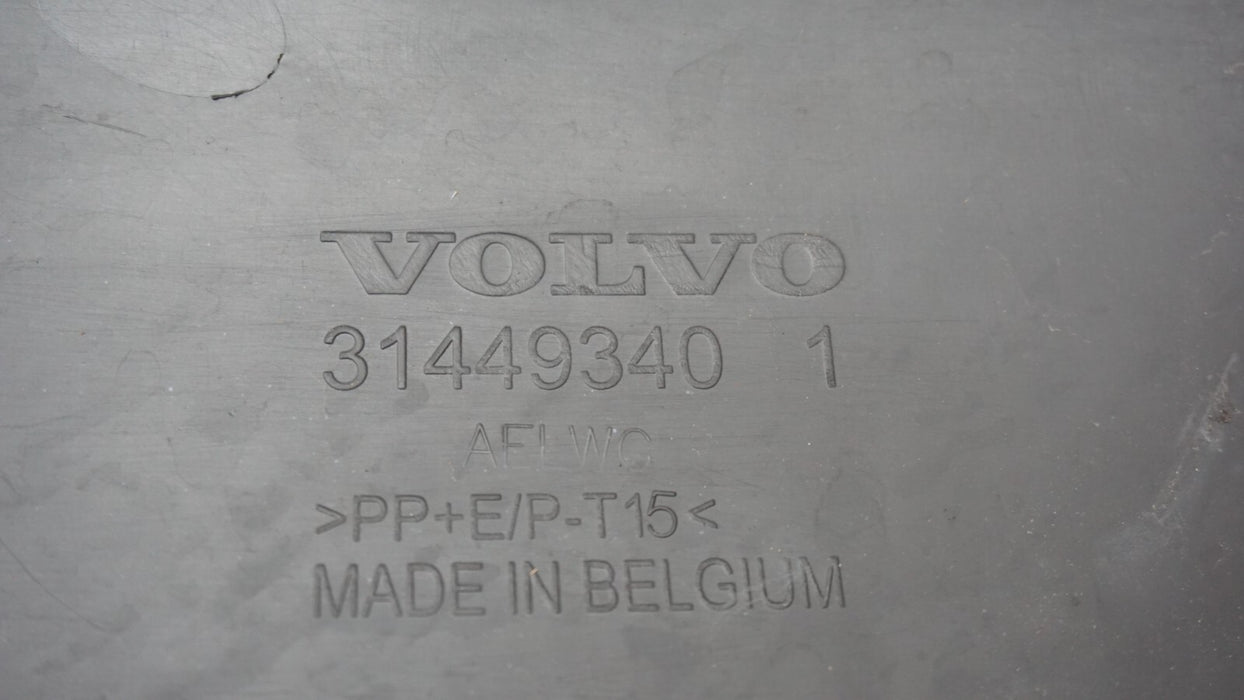 VOLVO
31449340 1
>PP+E/P-T15<
MADE IN BELGIUM